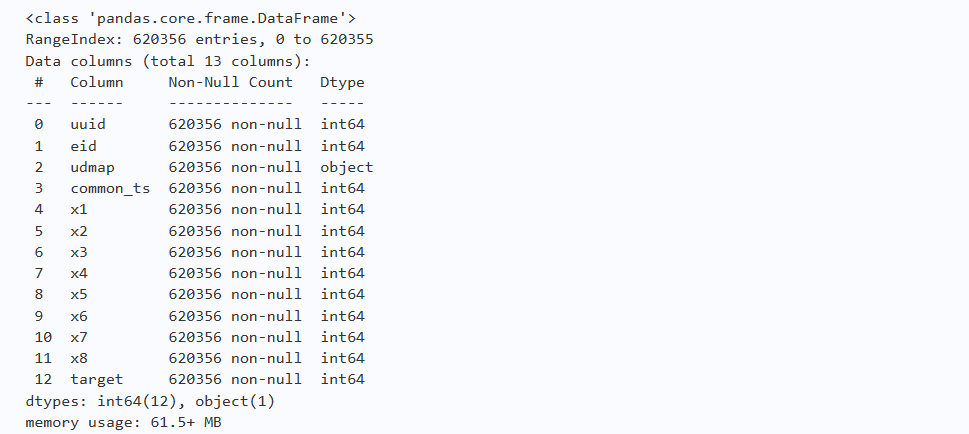 <class 'pandas.core.frame.DataFrame'>
RangeIndex: 620356 entries, 0 to 620355
Data columns (total 13 columns):
 #   Column     Non-Null Count   Dtype
---  ------     --------------   -----
 0   uuid       620356 non-null  int64
 1   eid        620356 non-null  int64
 2   udmap      620356 non-null  object
 3   common_ts  620356 non-null  int64
 4   x1         620356 non-null  int64
 5   x2         620356 non-null  int64
 6   x3         620356 non-null  int64
 7   x4         620356 non-null  int64
 8   x5         620356 non-null  int64
 9   x6         620356 non-null  int64
 10  x7         620356 non-null  int64
 11  x8         620356 non-null  int64
 12  target     620356 non-null  int64
dtypes: int64(12), object(1)
memory usage: 61.5+ MB